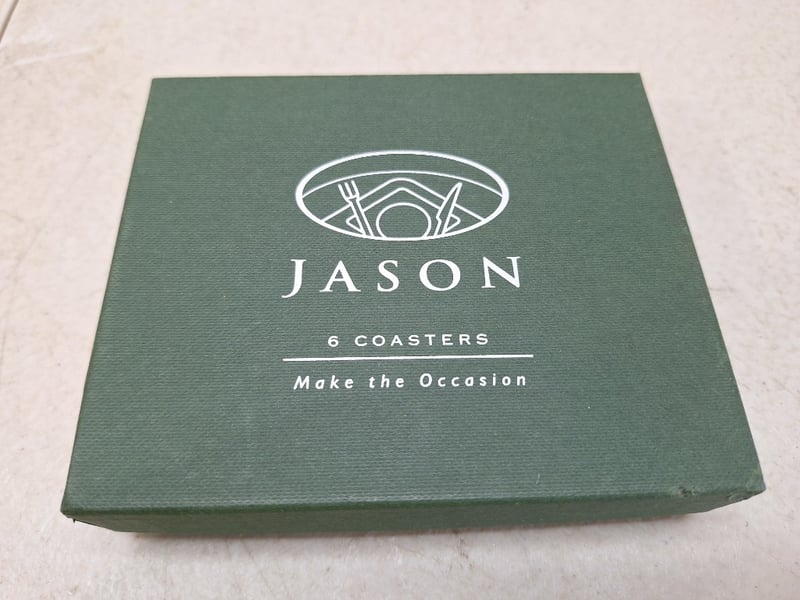 JASON
6 COASTERS
Make the Occasion